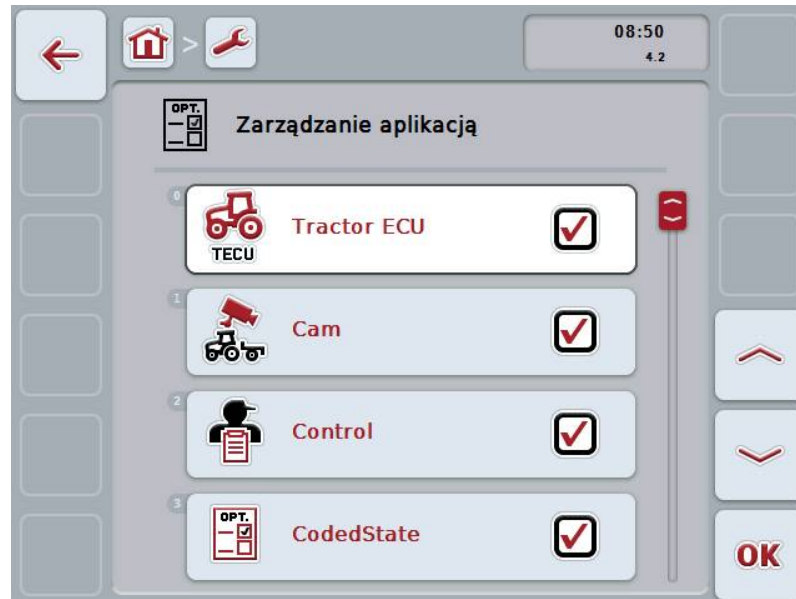 08:50
4.2
OPT.
Zarządzanie aplikacją
0
Tractor ECU
TECU
1
Cam
2
Control
3
OPT.
CodedState
OK